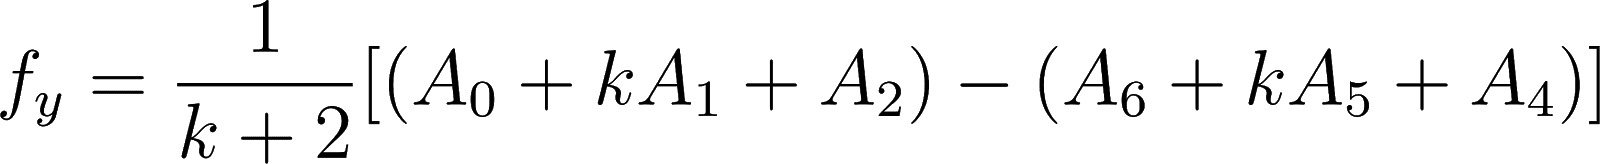 f_y = \frac{1}{k+2}[(A_0 + kA_1 + A_2) - (A_6 + kA_5 + A_4)]